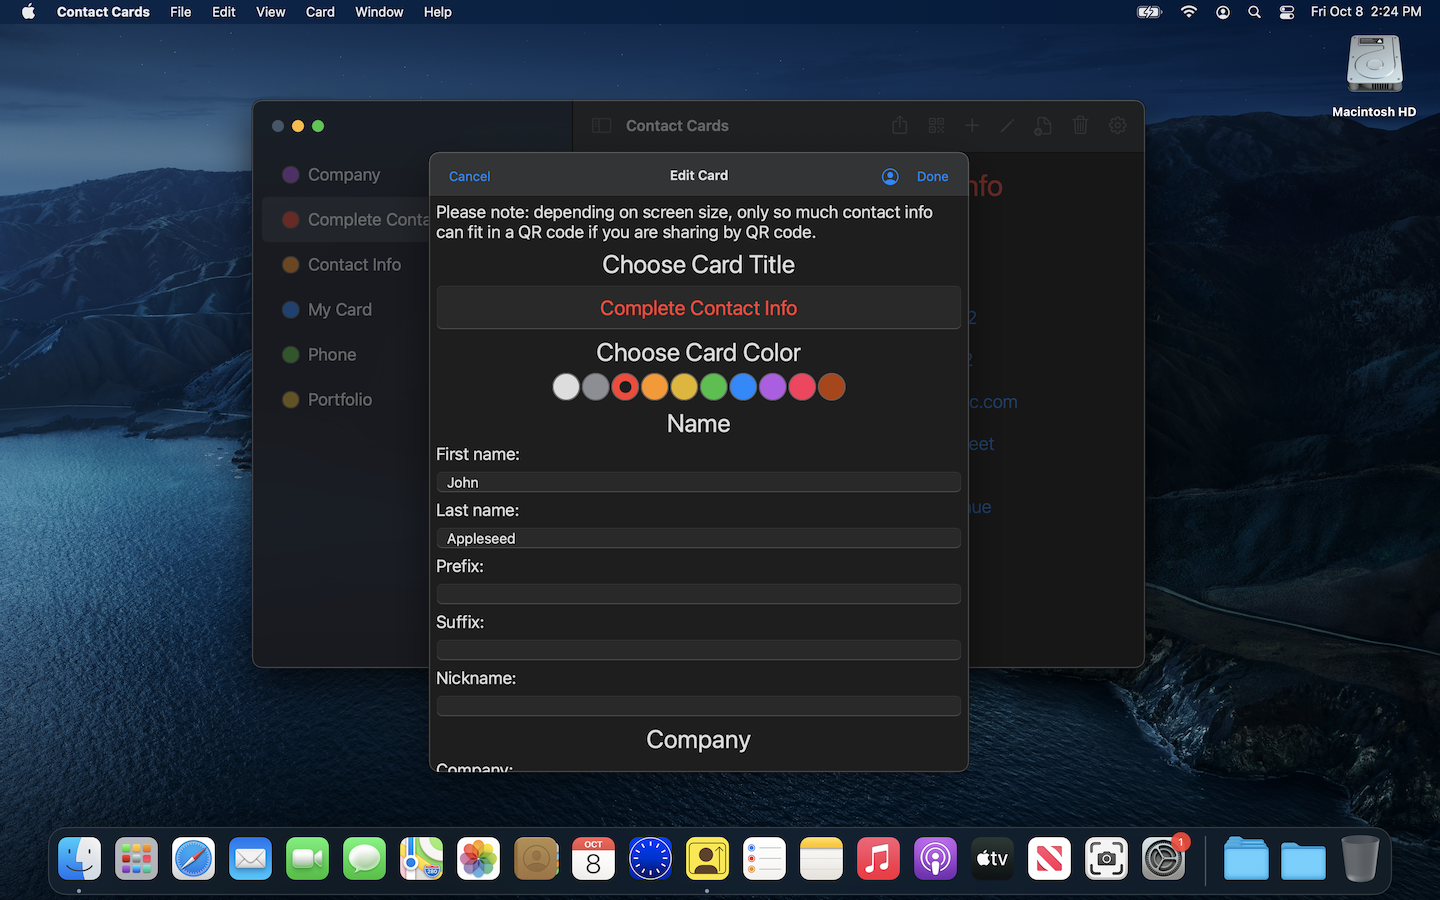 Contact Cards File Edit View Card Window Help Fri Oct 8 2:24 PM
Macintosh HD
Contact Cards
Company
Complete Conta
Contact Info
My Card
Phone
Portfolio
nfo
2
c.com
eet
nue
Cancel Edit Card Done
Please note: depending on screen size, only so much contact info
can fit in a QR code if you are sharing by QR code.
Choose Card Title
Complete Contact Info
Choose Card Color
Name
First name:
John
Last name:
Appleseed
Prefix:
Suffix:
Nickname:
Company
Company:
OCT
8
280
tv
1